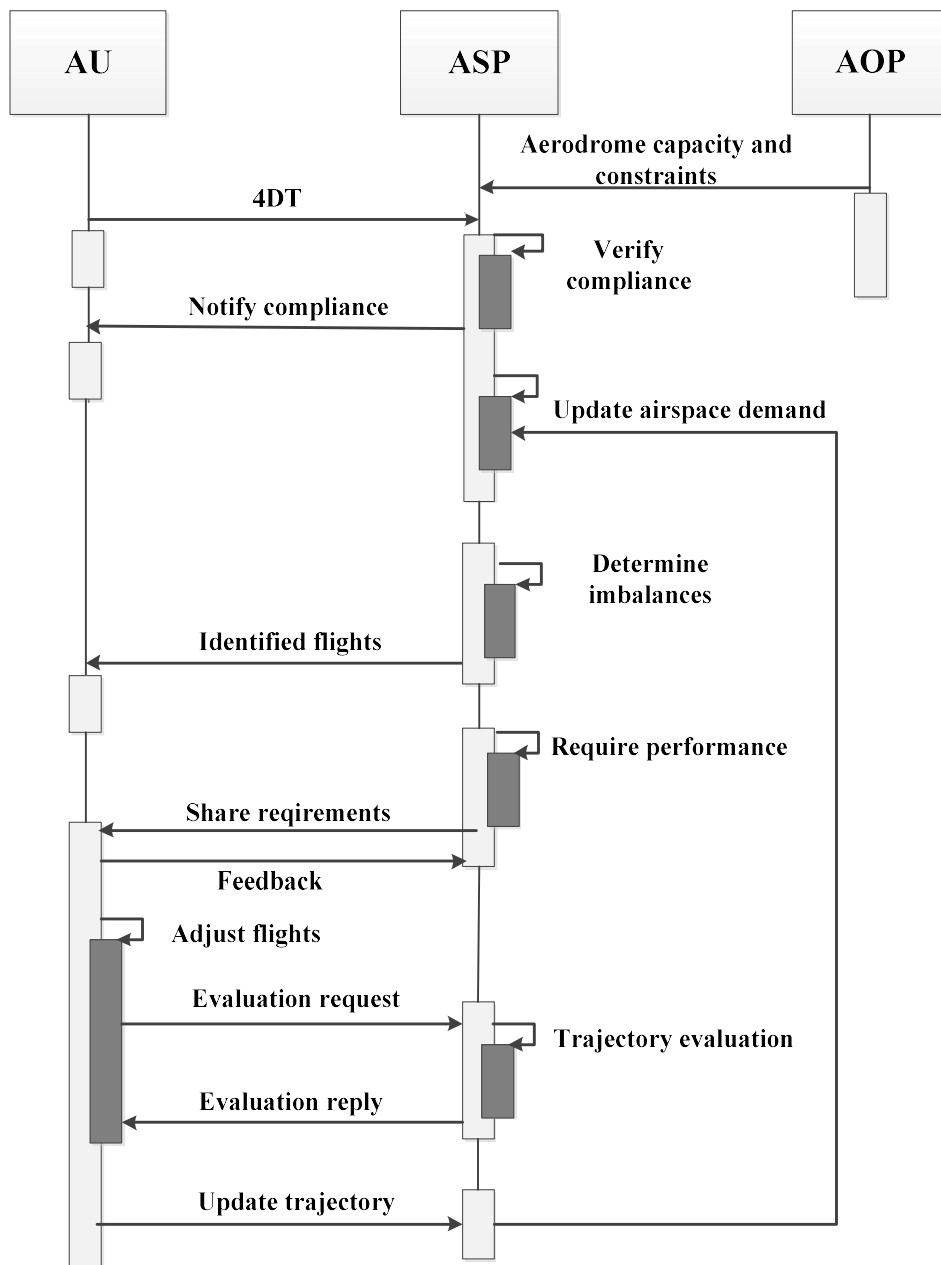 AU
ASP
AOP
Aerodrome capacity and
constraints
4DT
Verify
compliance
Notify compliance
Update airspace demand
Determine
imbalances
Identified flights
Require performance
Share reqirements
Feedback
Adjust flights
Evaluation request
Trajectory evaluation
Evaluation reply
Update trajectory